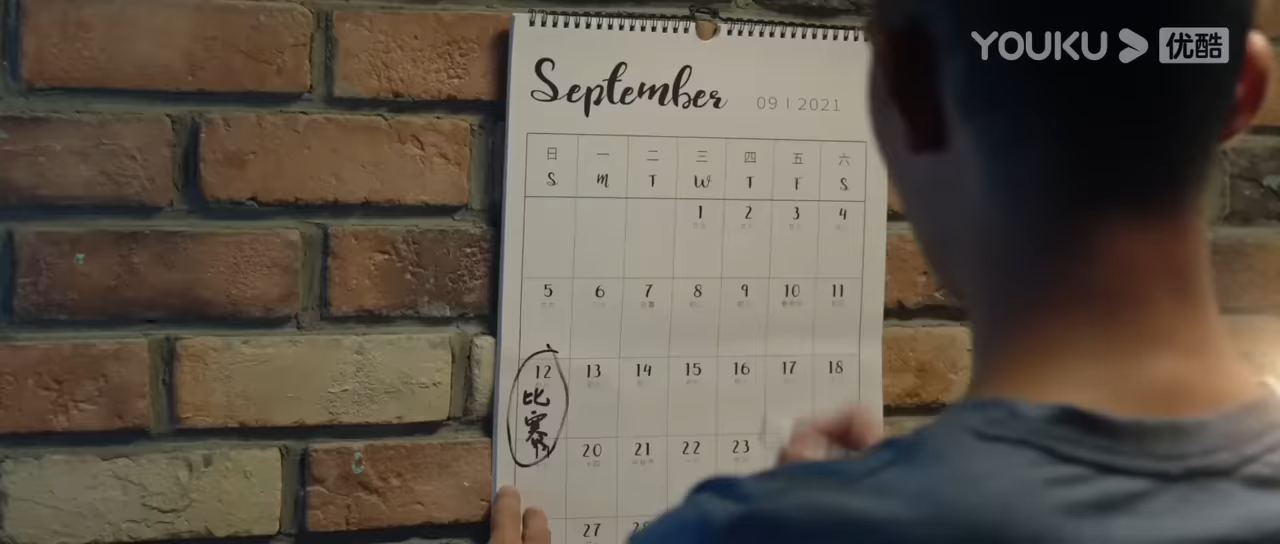 YOUKU 优酷
September 09 | 2021
日 一 二 三 四 五 六
S M T W T F S
1 2 3 4
5 6 7 8 9 10 11
12 13 14 15 16 17 18
比赛
20 21 22 23
27 28